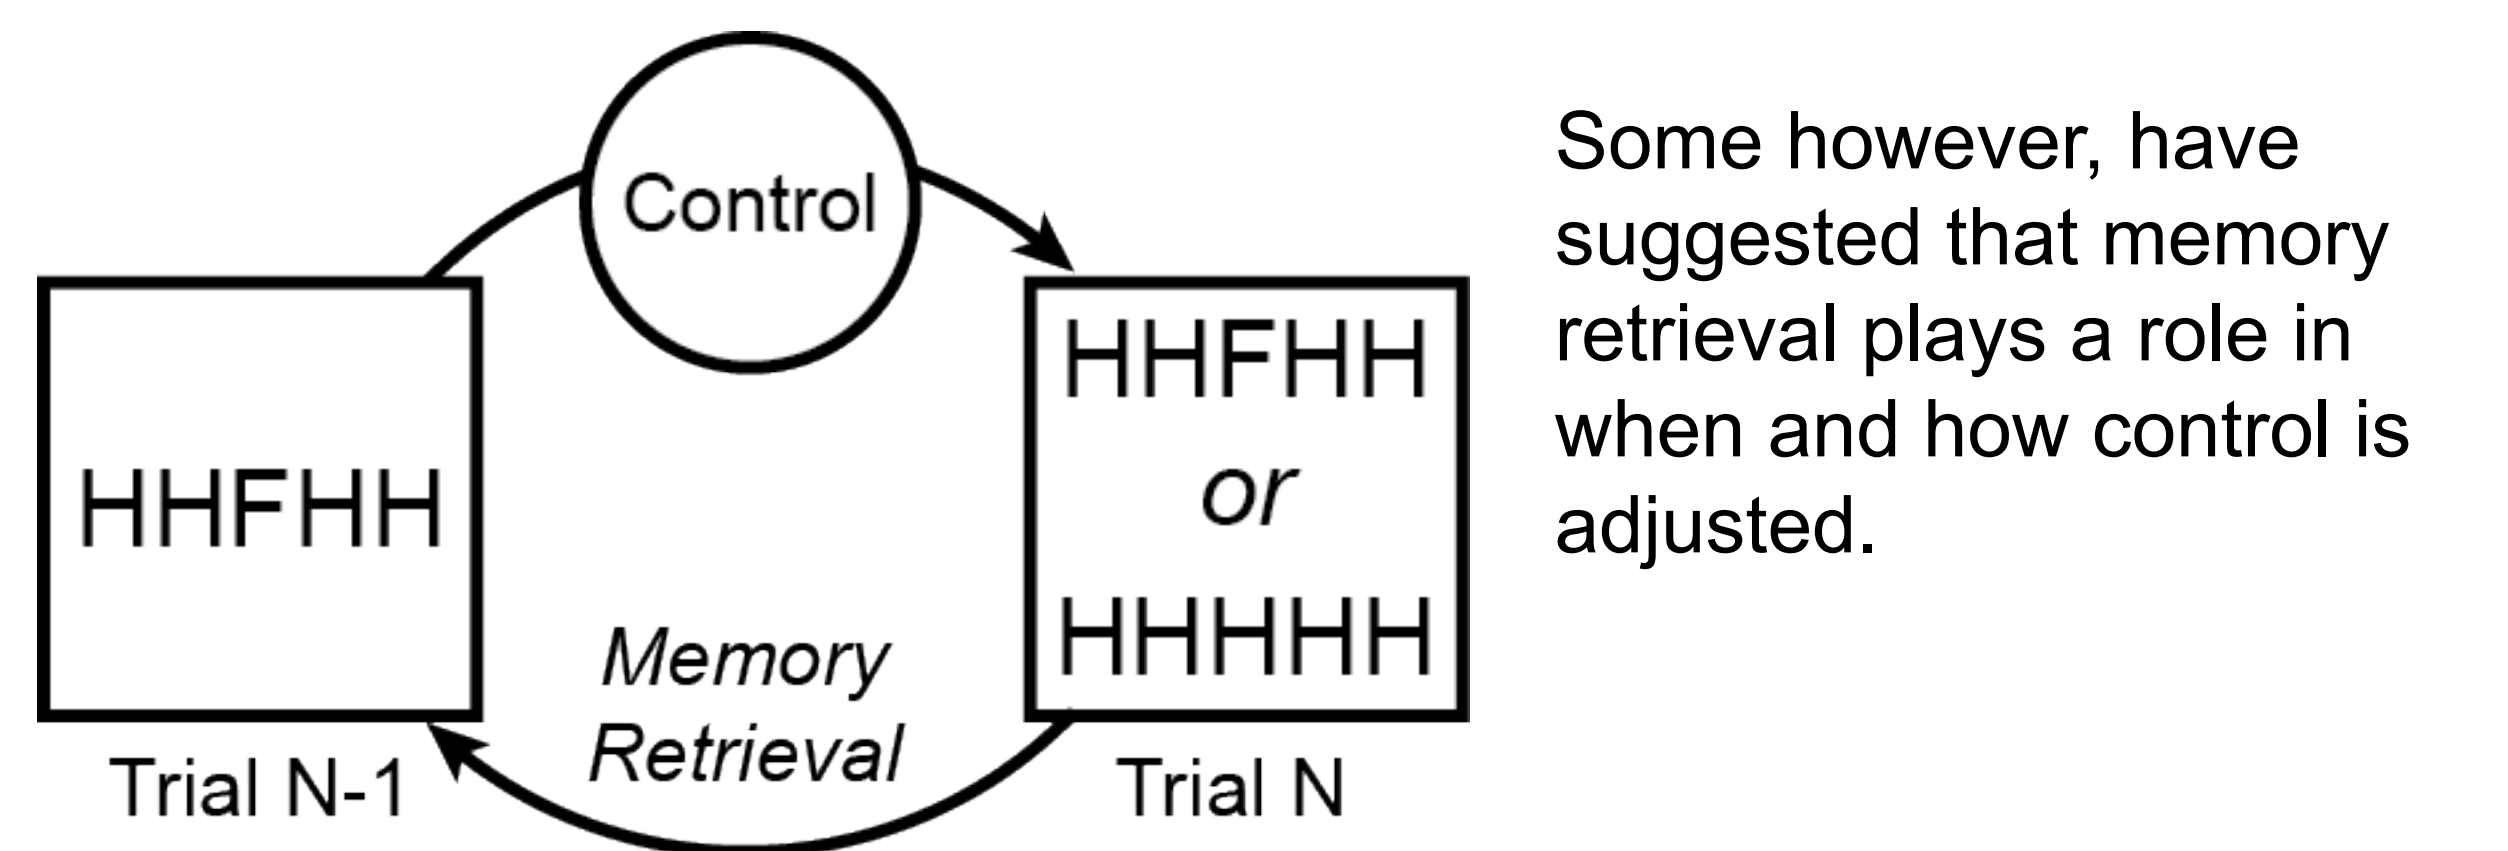 Control
HHFHH
Trial N-1
HHFHH
or
HHHHH
Trial N
Memory
Retrieval
Some however, have
suggested that memory
retrieval plays a role in
when and how control is
adjusted.